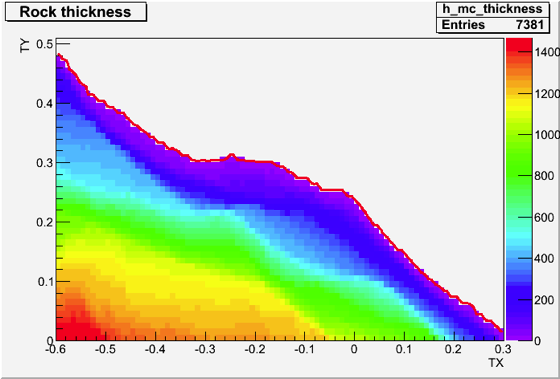 Rock thickness
h_mc_thickness
Entries 7381
TY
0.5
0.4
0.3
0.2
0.1
0
-0.6 -0.5 -0.4 -0.3 -0.2 -0.1 0 0.1 0.2 0.3
TX
1400
1200
1000
800
600
400
200
0